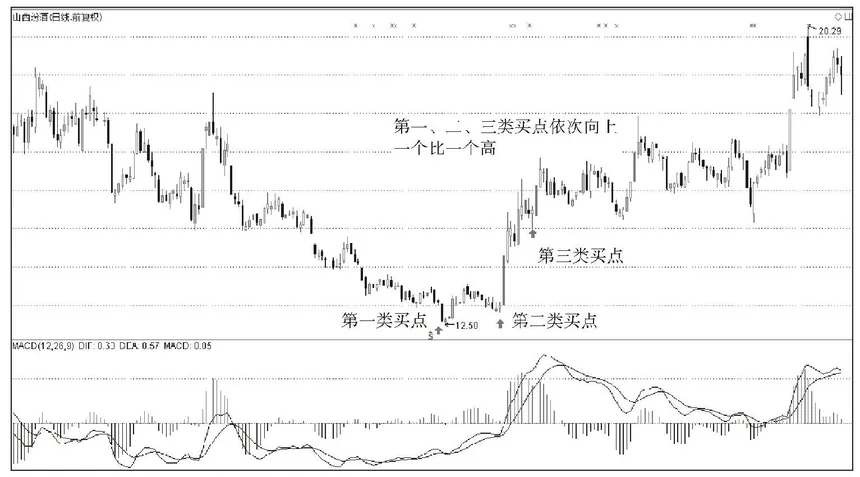 山西汾酒(日线.前复权)
20.29
第一、二、三类买点依次向上
一个比一个高
第三类买点
第一类买点
12.50
第二类买点
S
MACD(12,26,9) DIF: 0.30 DEA: 0.57 MACD: 0.05